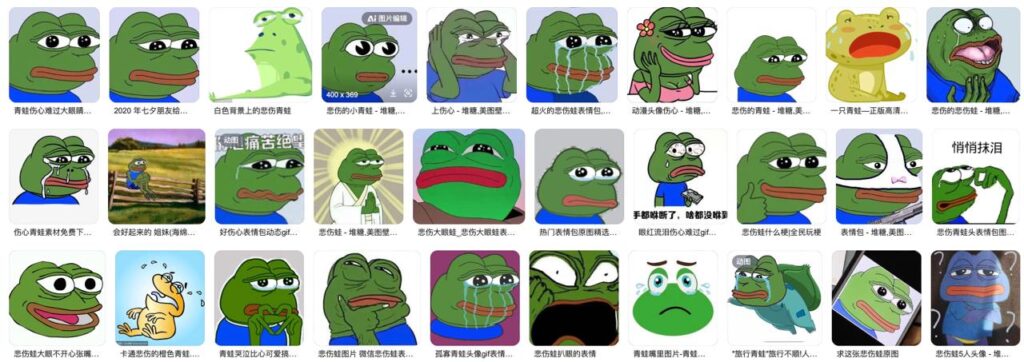 Ai 图片编辑
400 x 369
青蛙伤心难过大眼睛...
2020 年七夕朋友给...
白色背景上的悲伤青蛙
悲伤的小青蛙 - 堆糖,...
上伤心 - 堆糖,美图壁...
超火的悲伤蛙表情包,...
动漫头像伤心 - 堆糖,...
悲伤的青蛙 - 堆糖,美...
一只青蛙—正版高清...
悲伤的悲伤蛙 - 堆糖,...
动图
痛苦绝望
手都嗦断了，啥都没嗦到
悄悄抹泪
伤心青蛙素材免费下...
会好起来的 姐妹(海绵...
好伤心表情包动态gif...
悲伤蛙 - 堆糖,美图壁...
悲伤大眼蛙_悲伤大眼蛙表...
热门表情包原图精选...
眼红流泪伤心难过gif...
悲伤蛙什么梗|全民玩梗
表情包 - 堆糖,美图...
悲伤青蛙头表情包图...
动图
悲伤蛙大眼不开心张嘴...
卡通悲伤的橙色青蛙...
青蛙哭泣比心可爱搞...
悲伤蛙图片 微信悲伤蛙表...
孤寡青蛙头像gif表情...
悲伤蛙扒眼的表情
青蛙嘴里图片-青蛙...
"旅行青蛙"旅行不顺!人...
求这张悲伤蛙原图
悲伤蛙5人头像 - 堆...